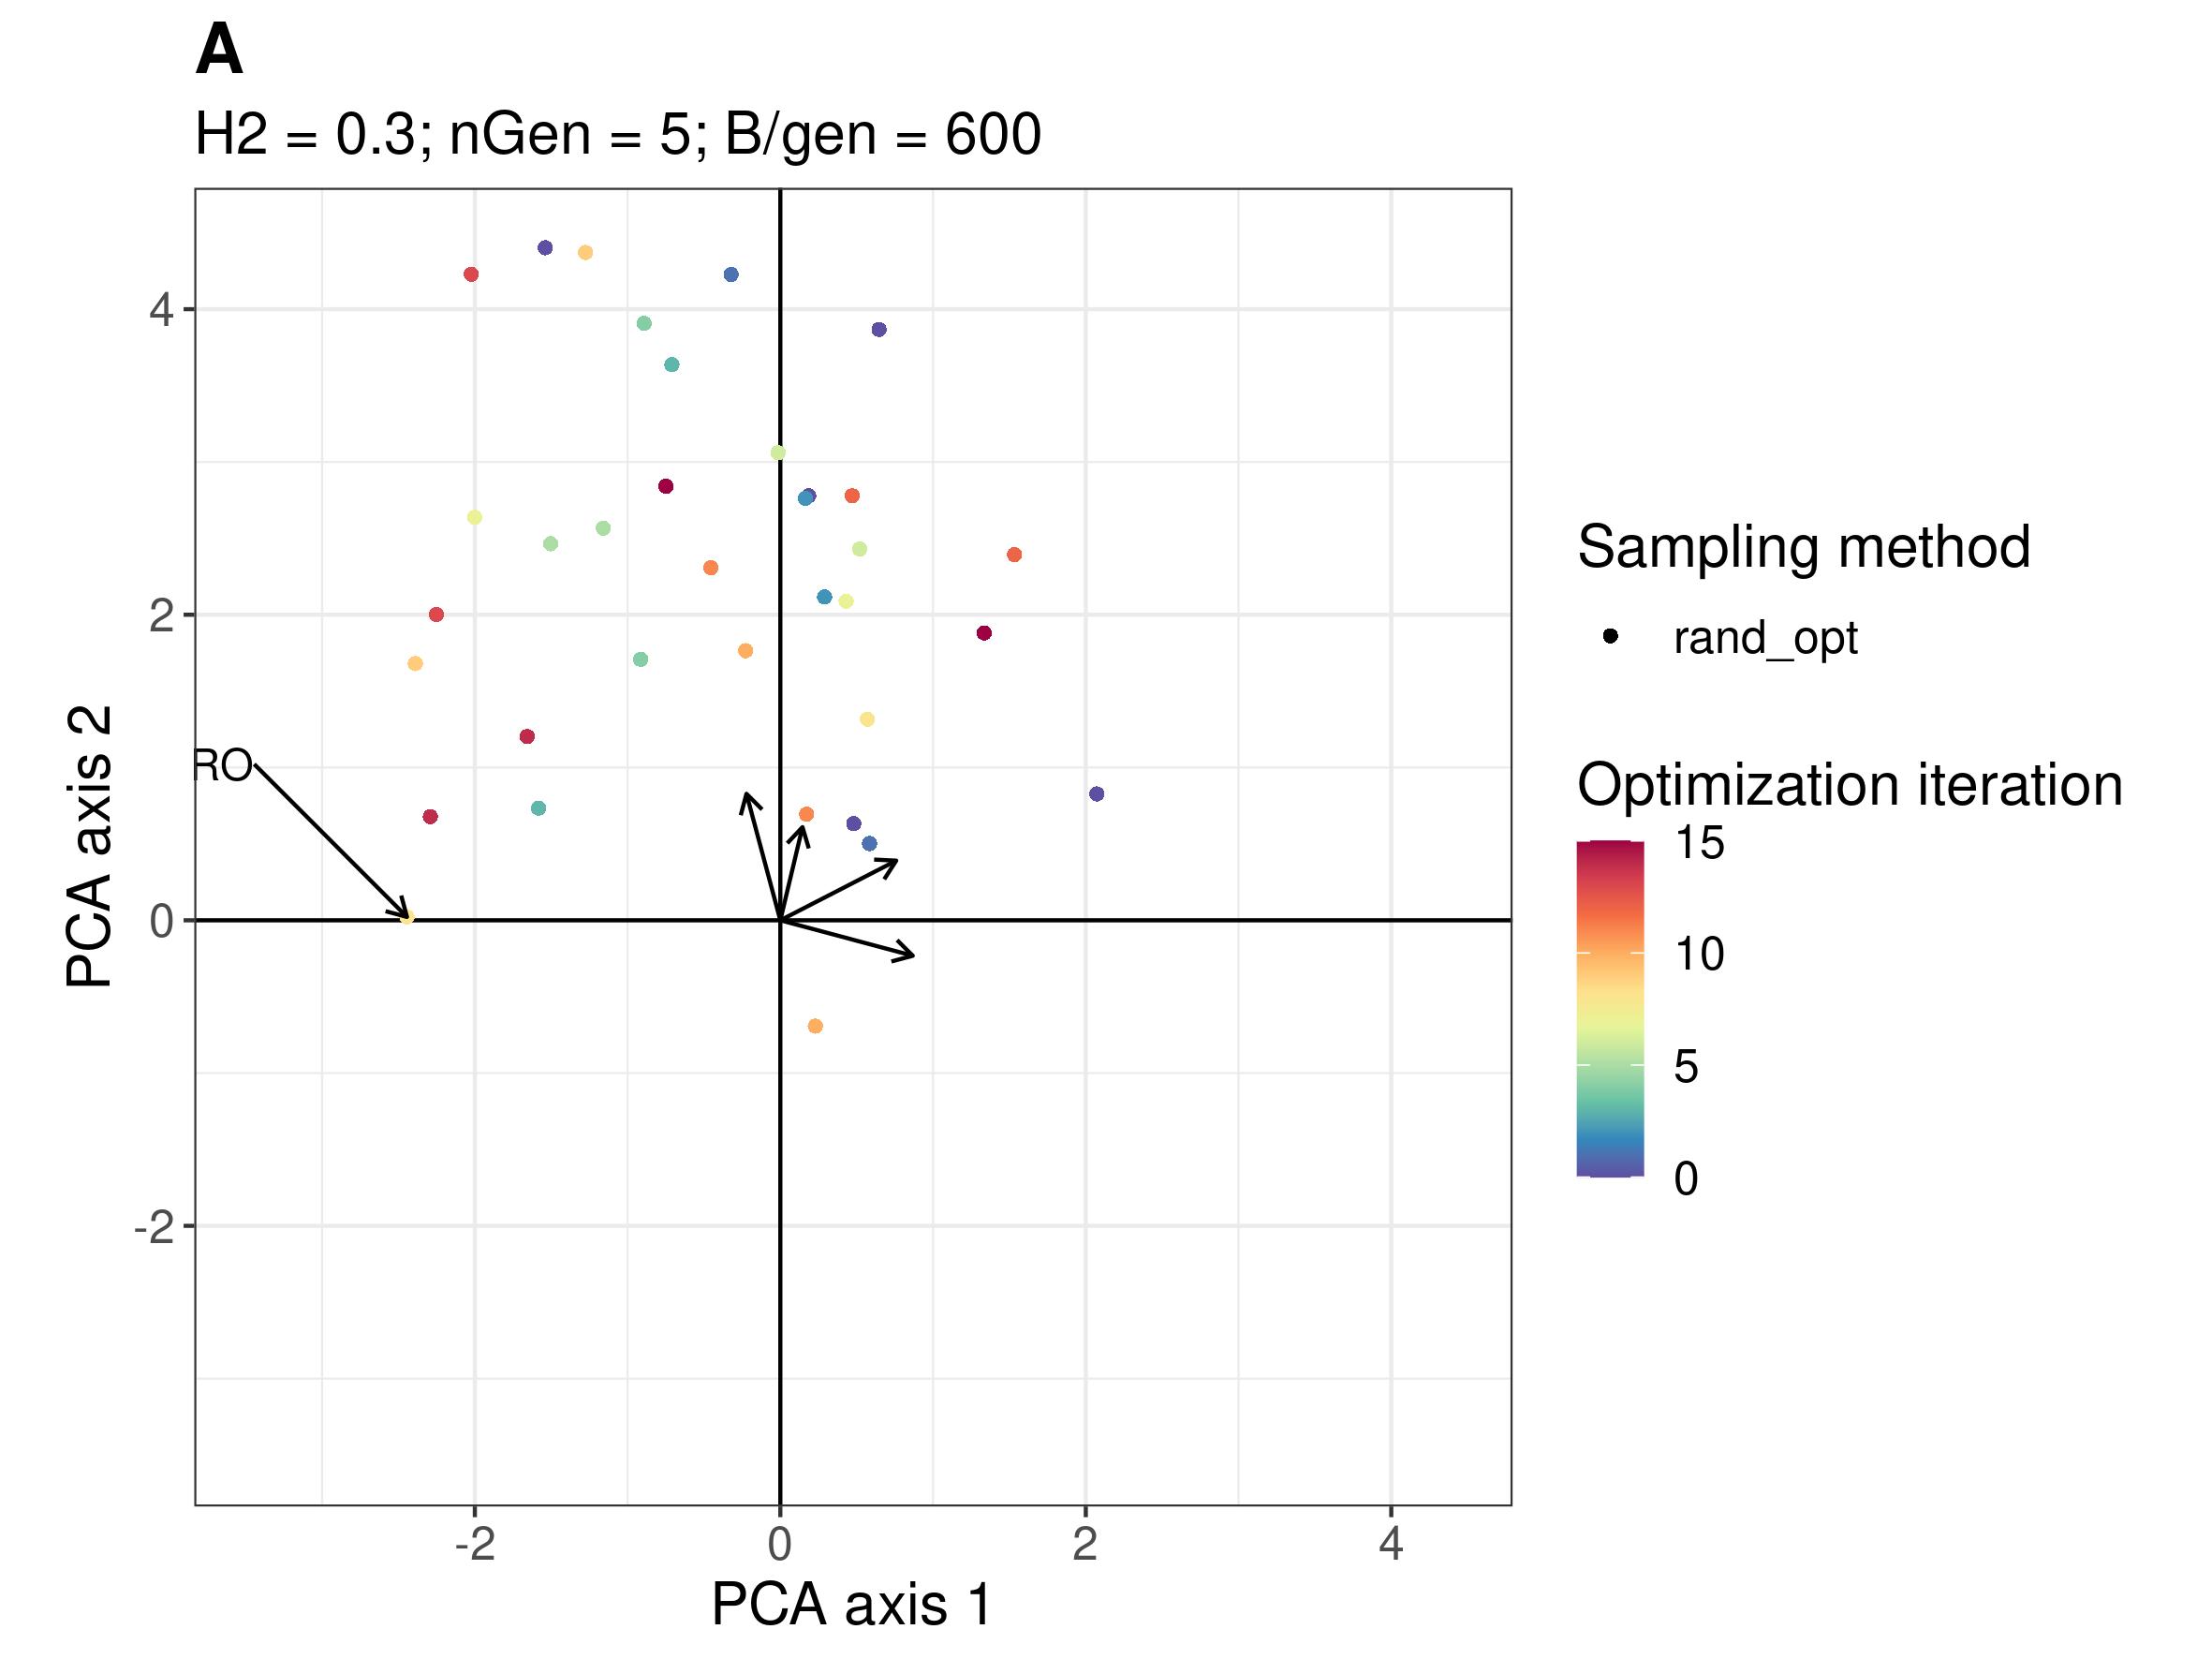 A
H2 = 0.3; nGen = 5; B/gen = 600
4
2
0
-2
PCA axis 2
RO
-2
0
2
4
PCA axis 1
Sampling method
rand_opt
Optimization iteration
15
10
5
0